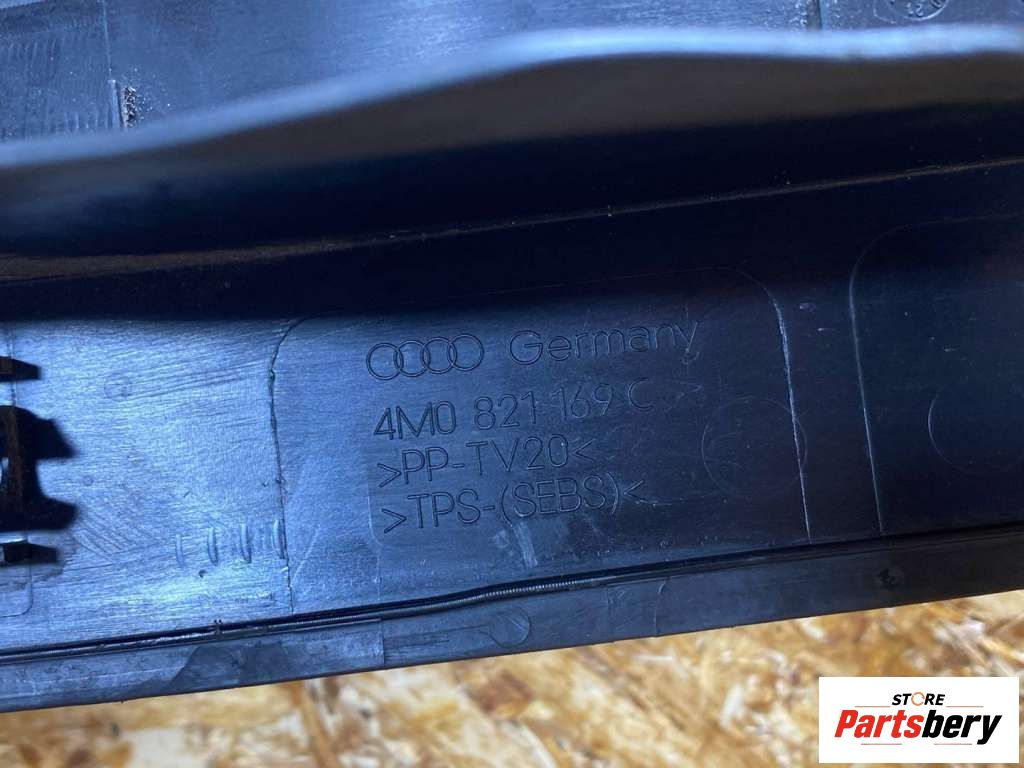 Germany
4M0 821 169 C
>PP-TV20<
>TPS-(SEBS)<
STORE
Partsbery